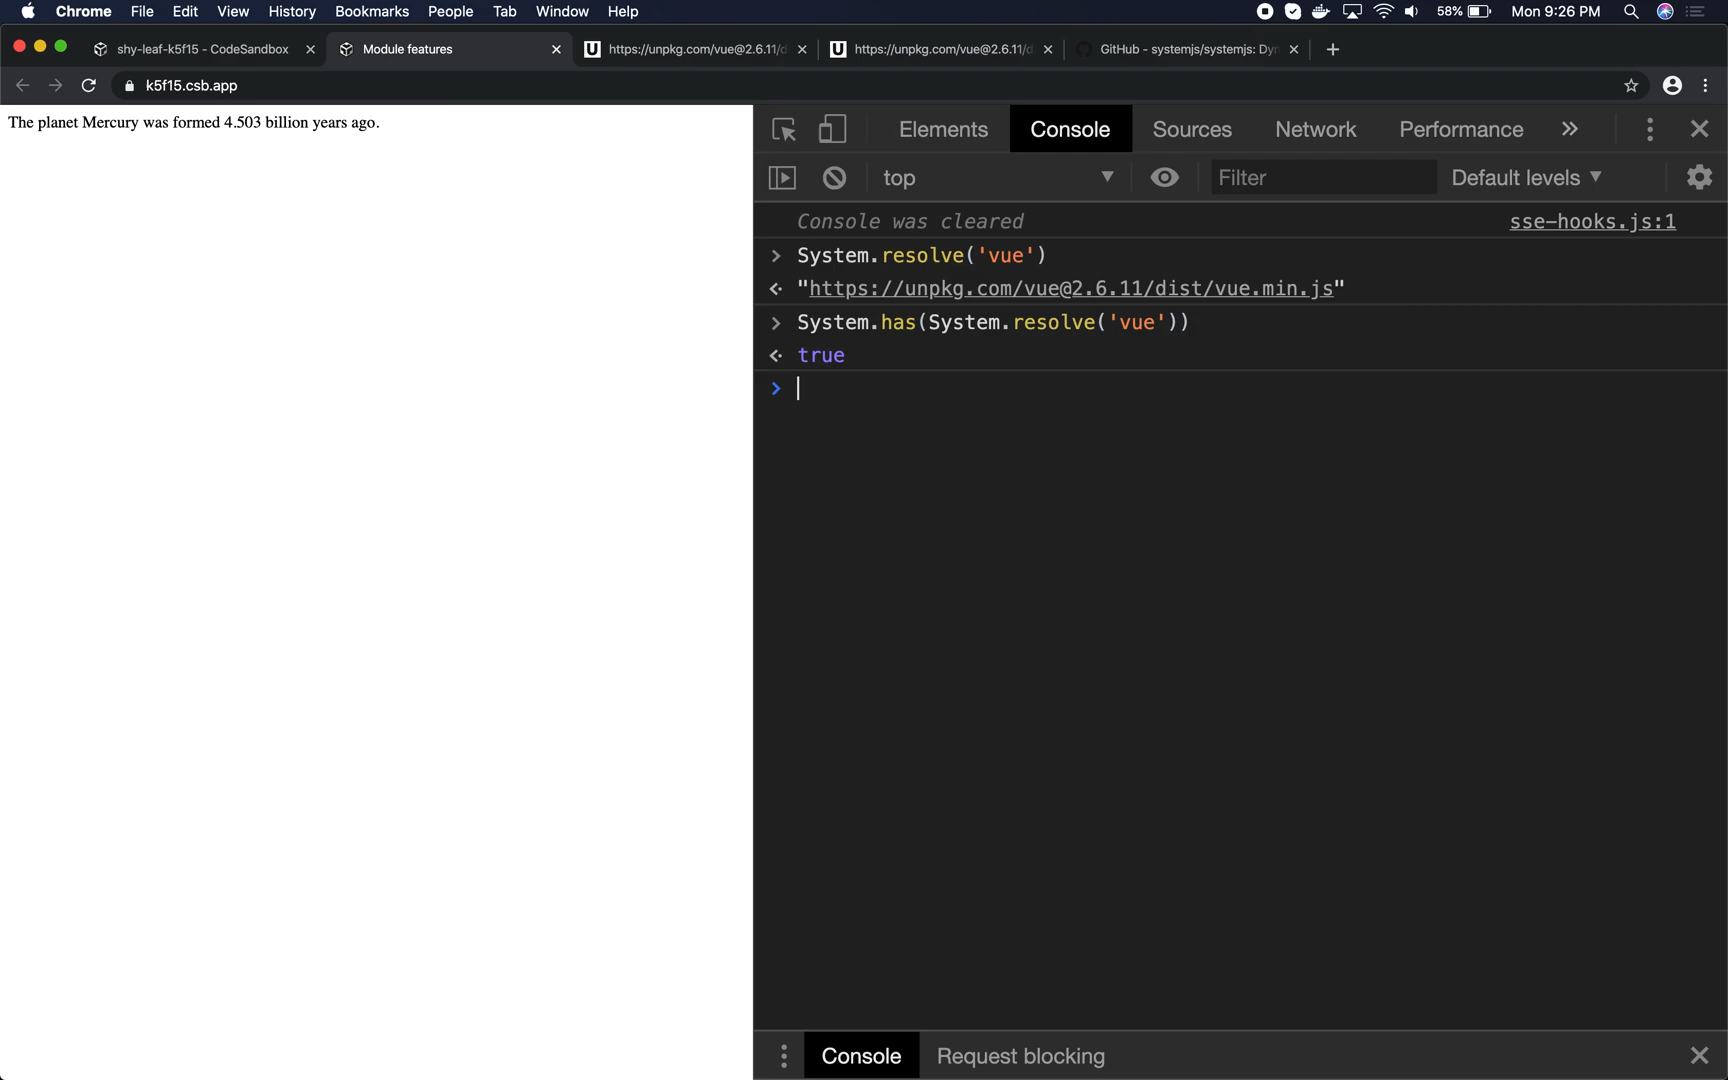 Chrome File Edit View History Bookmarks People Tab Window Help 58% Mon 9:26 PM
shy-leaf-k5f15 - CodeSandbox Module features https://unpkg.com/vue@2.6.11/d https://unpkg.com/vue@2.6.11/d GitHub - systemjs/systemjs: Dyn
k5f15.csb.app
The planet Mercury was formed 4.503 billion years ago.
Elements Console Sources Network Performance
top Filter Default levels
Console was cleared sse-hooks.js:1
System.resolve('vue')
"https://unpkg.com/vue@2.6.11/dist/vue.min.js"
System.has(System.resolve('vue'))
true
Console Request blocking